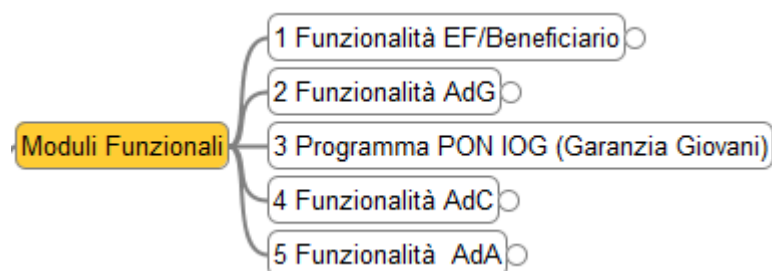 1 Funzionalità EF/Beneficiario
2 Funzionalità AdG
Moduli Funzionali
3 Programma PON IOG (Garanzia Giovani)
4 Funzionalità AdC
5 Funzionalità  AdA